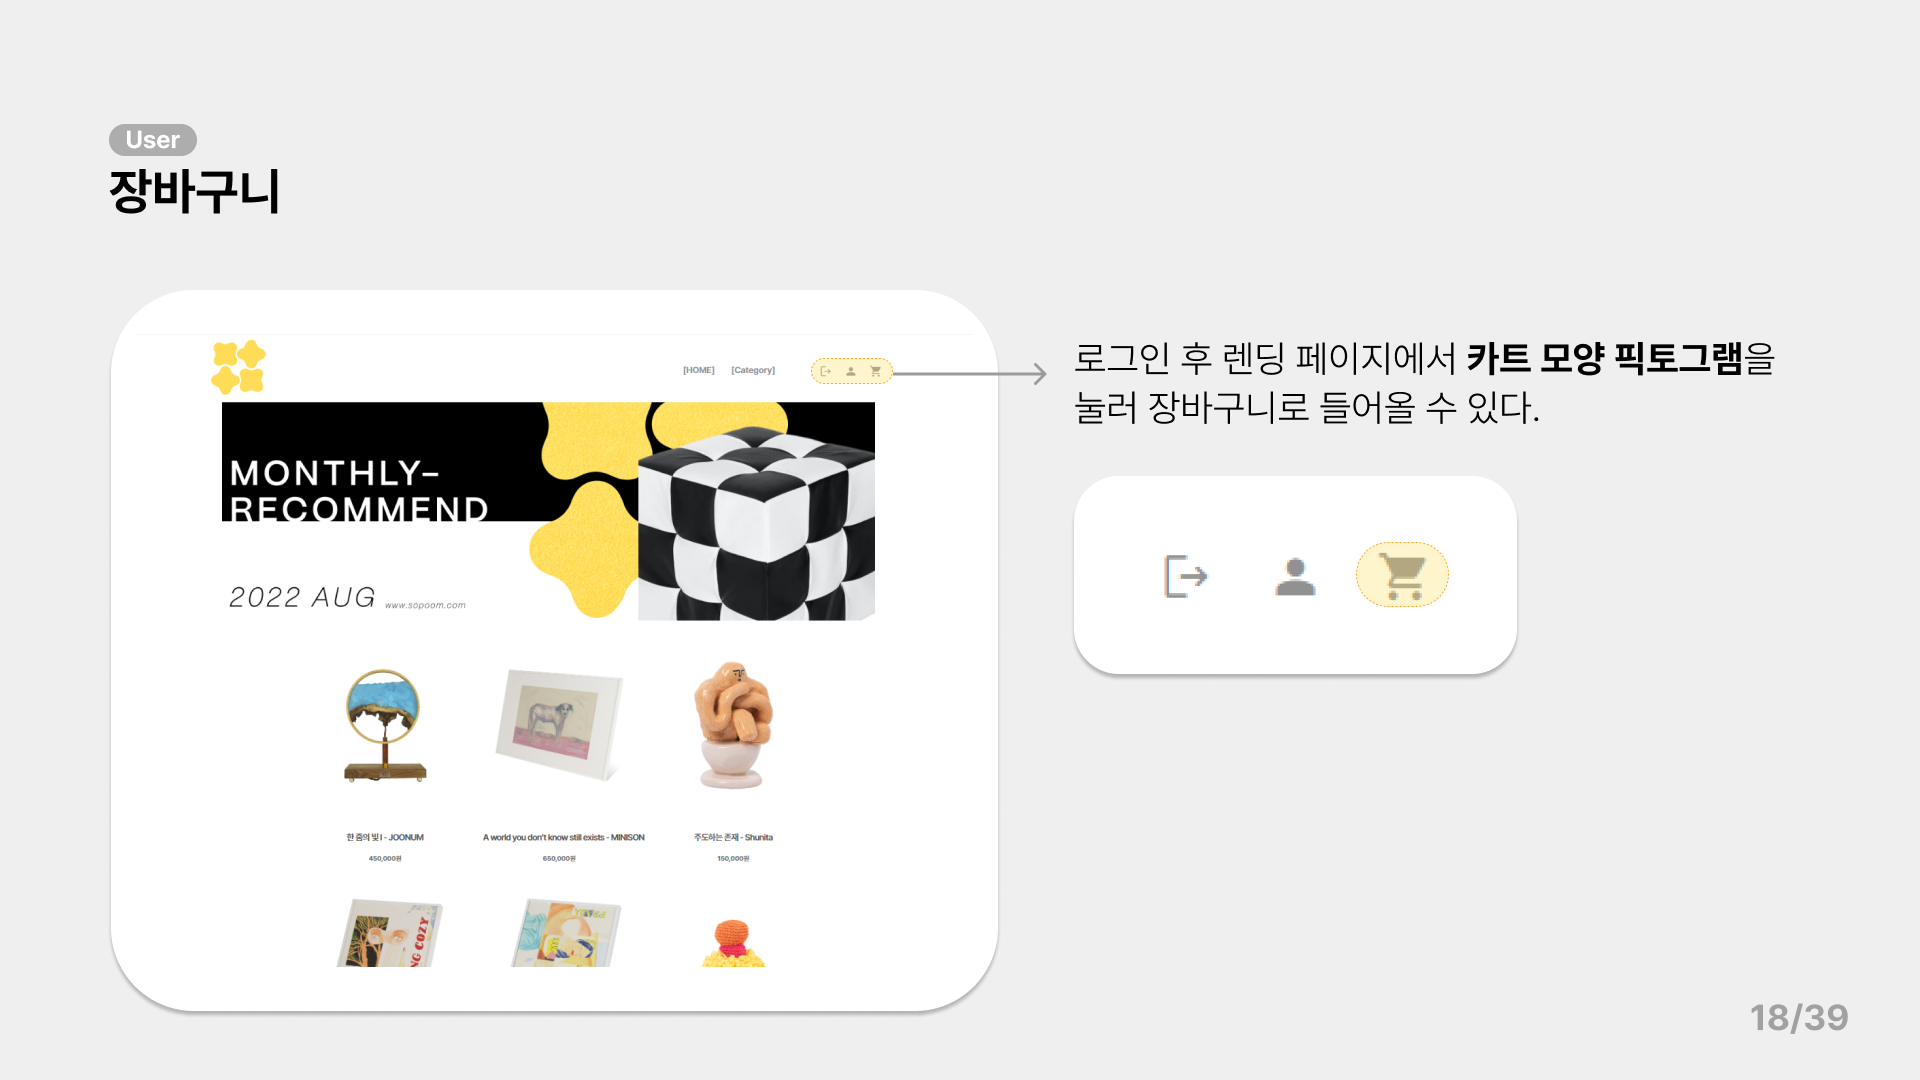 User
장바구니
[HOME] [Category]
MONTHLY–
RECOMMEND
2022 AUG www.sopoom.com
한 줌의 빛 I - JOONUM
450,000원
A world you don't know still exists - MINISON
650,000원
주도하는 존재 - Shunita
150,000원
COZY
로그인 후 렌딩 페이지에서 카트 모양 픽토그램을
눌러 장바구니로 들어올 수 있다.
18/39